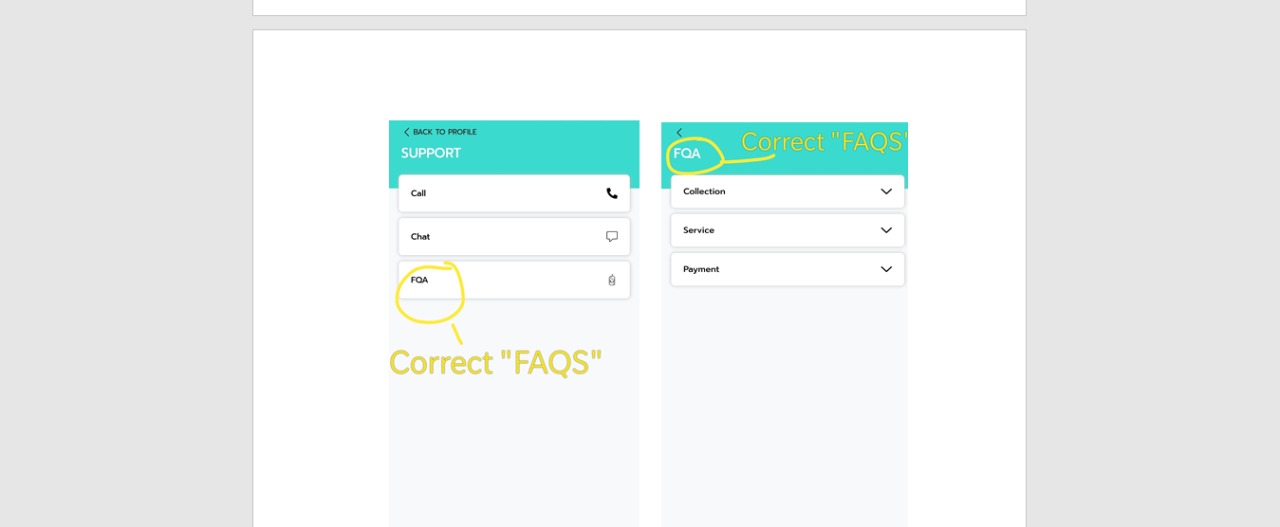 BACK TO PROFILE
SUPPORT
Call
Chat
FQA
Correct "FAQS"
FQA
Correct "FAQS"
Collection
Service
Payment